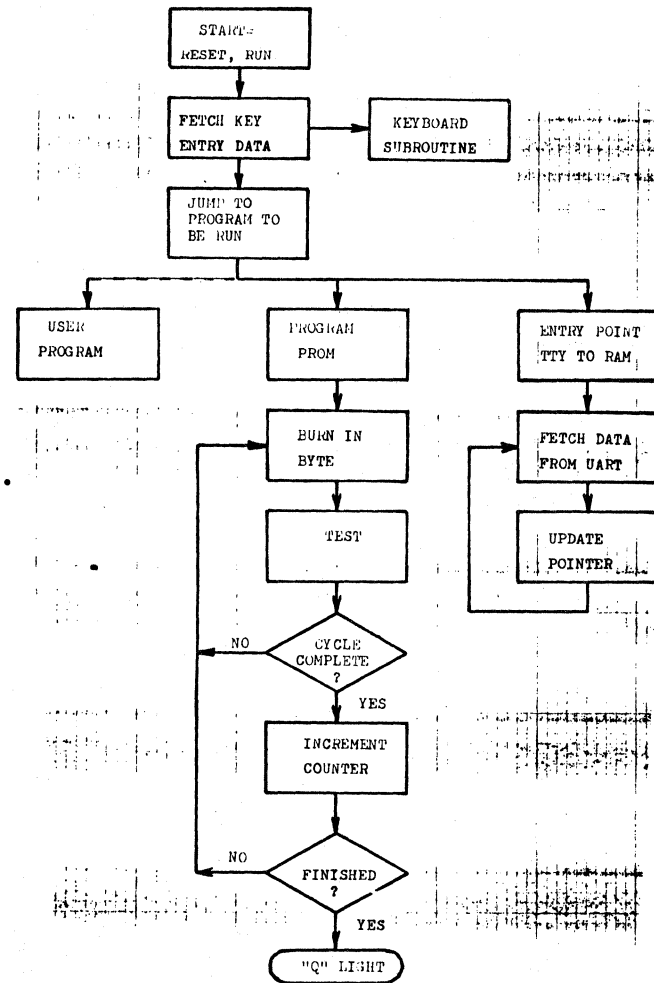 START-
RESET, RUN
FETCH KEY
ENTRY DATA
KEYBOARD
SUBROUTINE
JUMP TO
PROGRAM TO
BE RUN
USER
PROGRAM
PROGRAM
PROM
ENTRY POINT
TTY TO RAM
BURN IN
BYTE
FETCH DATA
FROM UART
TEST
UPDATE
POINTER
NO
CYCLE
COMPLETE
?
YES
INCREMENT
COUNTER
NO
FINISHED
?
YES
"Q" LIGHT